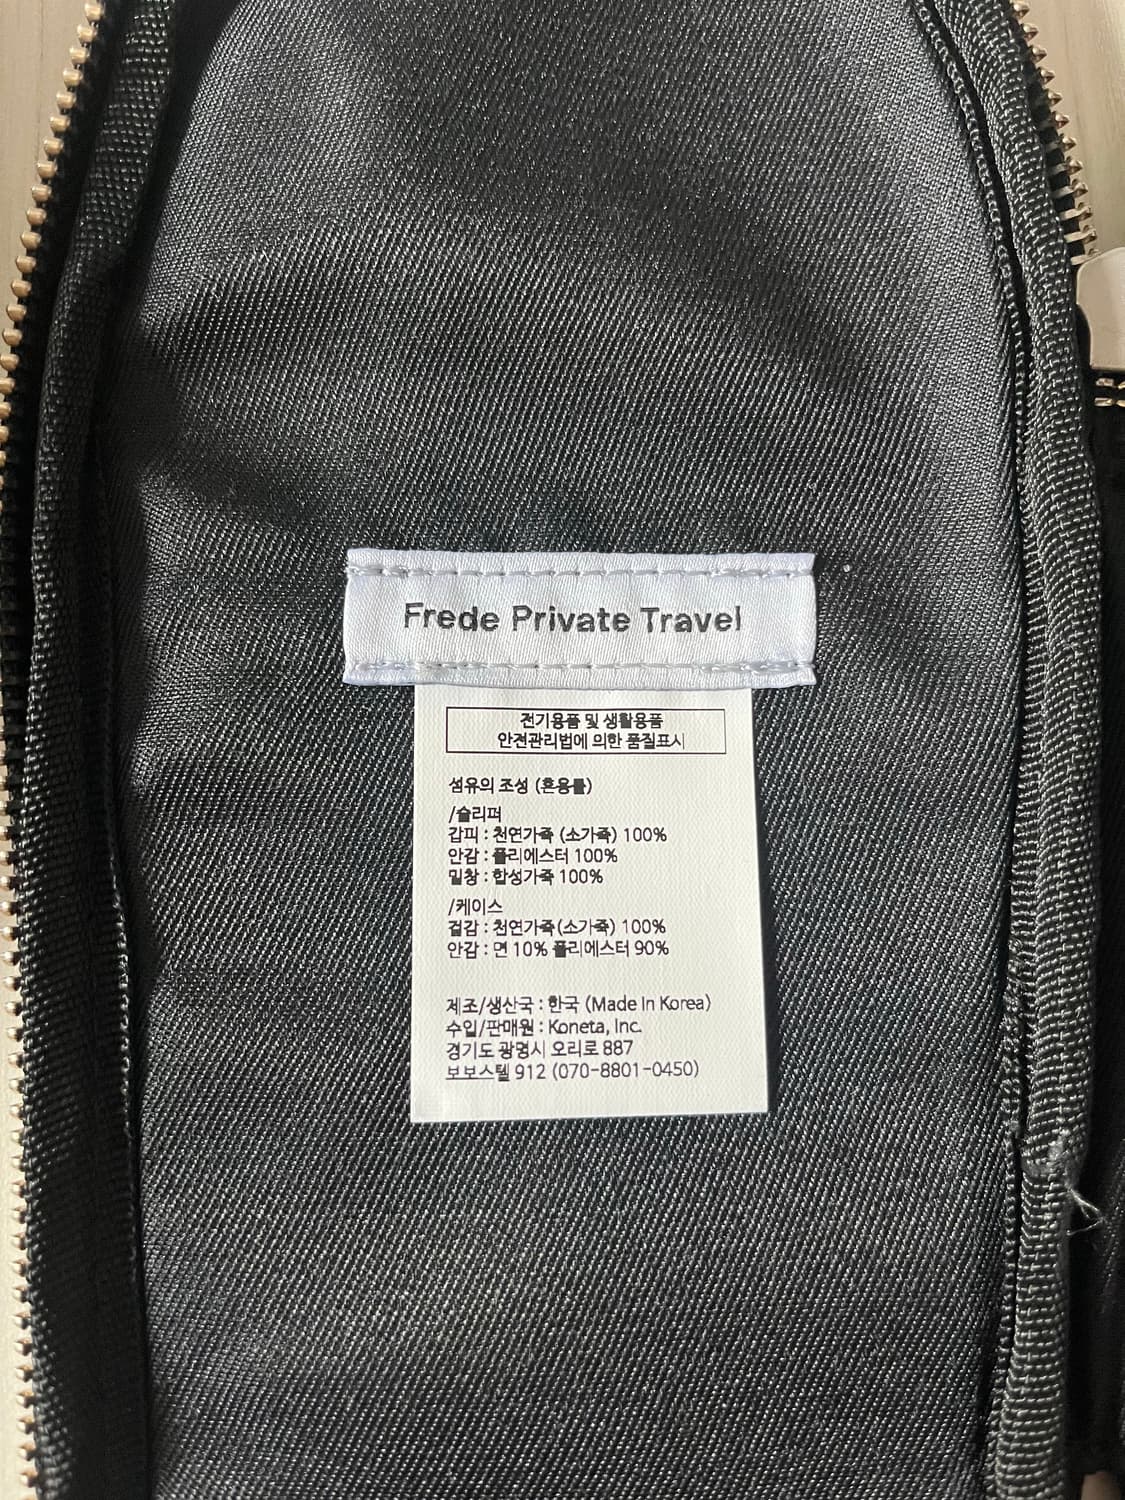 Frede Private Travel
전기용품 및 생활용품
안전관리법에 의한 품질표시
섬유의 조성 (혼용률)
/슬리퍼
갑피 : 천연가죽 (소가죽) 100%
안감 : 폴리에스터 100%
밑창 : 합성가죽 100%
/케이스
겉감 : 천연가죽(소가죽) 100%
안감 : 면 10% 폴리에스터 90%
제조/생산국 : 한국 (Made In Korea)
수입/판매원 : Koneta, Inc.
경기도 광명시 오리로 887
보보스텔 912 (070-8801-0450)